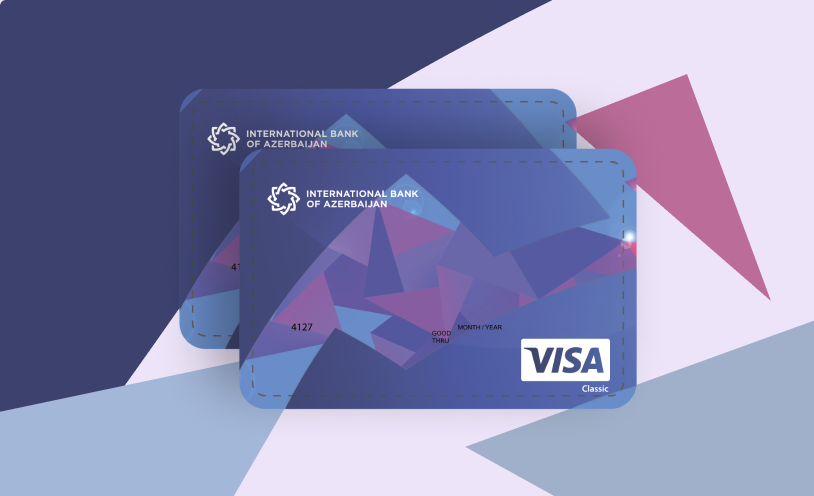 INTERNATIONAL BANK
OF AZERBAIJAN
INTERNATIONAL BANK
OF AZERBAIJAN
41
4127
GOOD
THRU
MONTH / YEAR
VISA
Classic